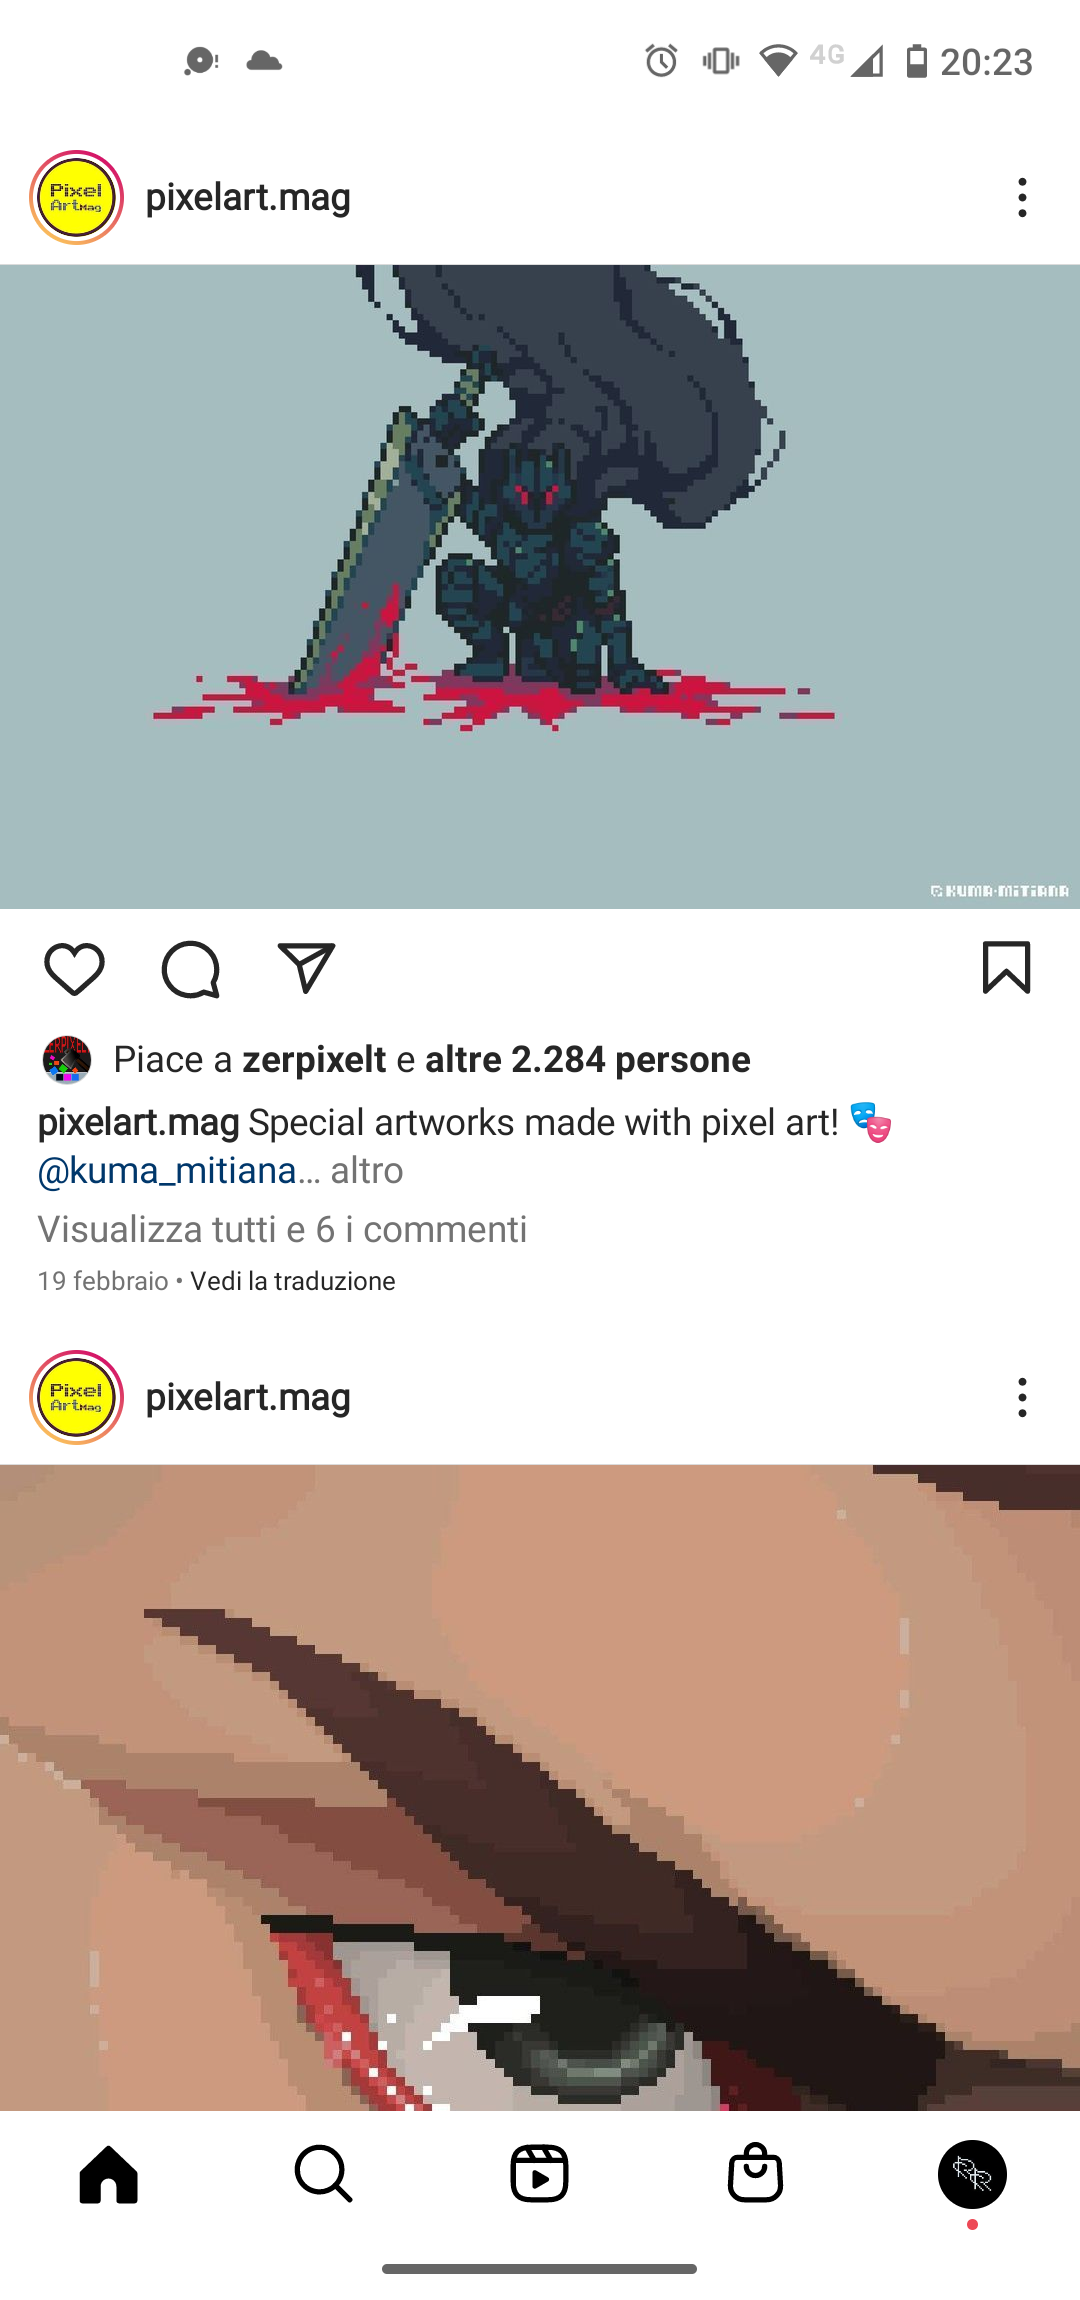 4G 20:23
Pixel
ArtMag
pixelart.mag
©KUMA-MiTiANA
Piace a zerpixelt e altre 2.284 persone
pixelart.mag Special artworks made with pixel art! 🎭
@kuma_mitiana... altro
Visualizza tutti e 6 i commenti
19 febbraio • Vedi la traduzione
Pixel
ArtMag
pixelart.mag